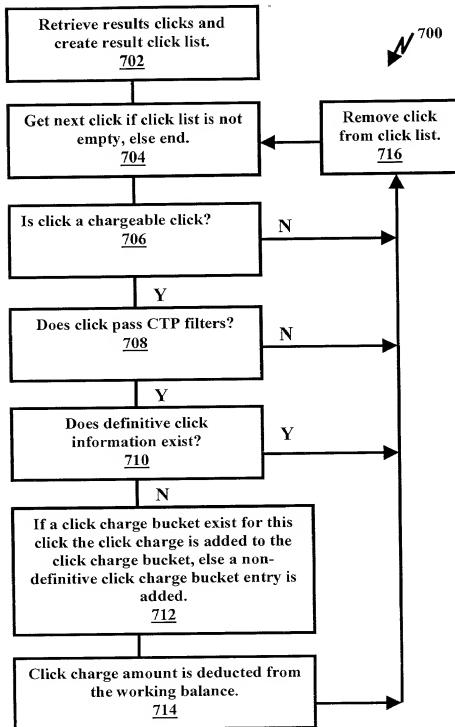 Retrieve results clicks and
create result click list.
702
700
Get next click if click list is not
empty, else end.
704
Remove click
from click list.
716
Is click a chargeable click?
706
N
Y
Does click pass CTP filters?
708
N
Y
Does definitive click
information exist?
710
Y
N
If a click charge bucket exist for this
click the click charge is added to the
click charge bucket, else a non-
definitive click charge bucket entry is
added.
712
Click charge amount is deducted from
the working balance.
714